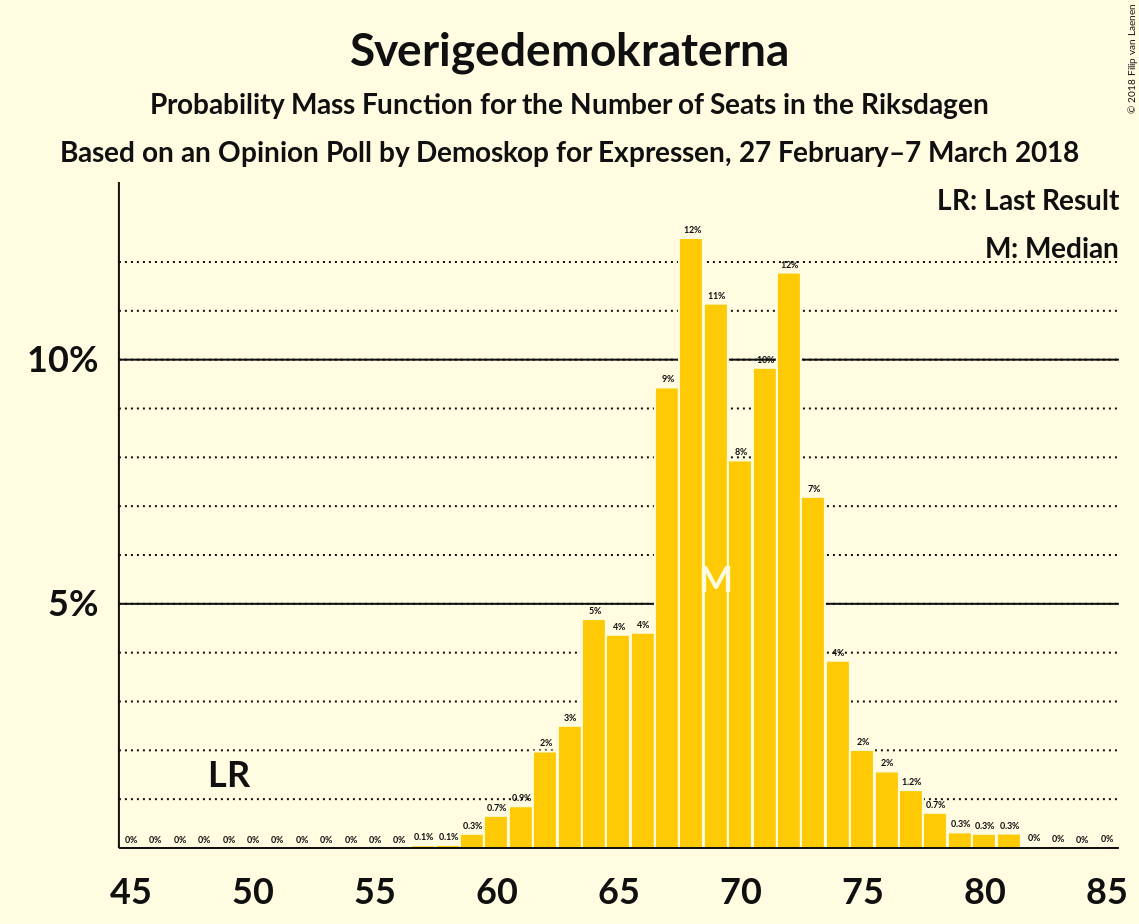 Sverigedemokraterna
Probability Mass Function for the Number of Seats in the Riksdagen
Based on an Opinion Poll by Demoskop for Expressen, 27 February–7 March 2018
© 2018 Filip van Laenen
LR: Last Result
M: Median
10%
5%
LR
M
0% 0% 0% 0% 0% 0% 0% 0% 0% 0% 0% 0% 0.1% 0.1% 0.3% 0.7% 0.9% 2% 3% 5% 4% 4% 9% 12% 11% 8% 10% 12% 7% 4% 2% 2% 1.2% 0.7% 0.3% 0.3% 0.3% 0% 0% 0% 0%
45 50 55 60 65 70 75 80 85